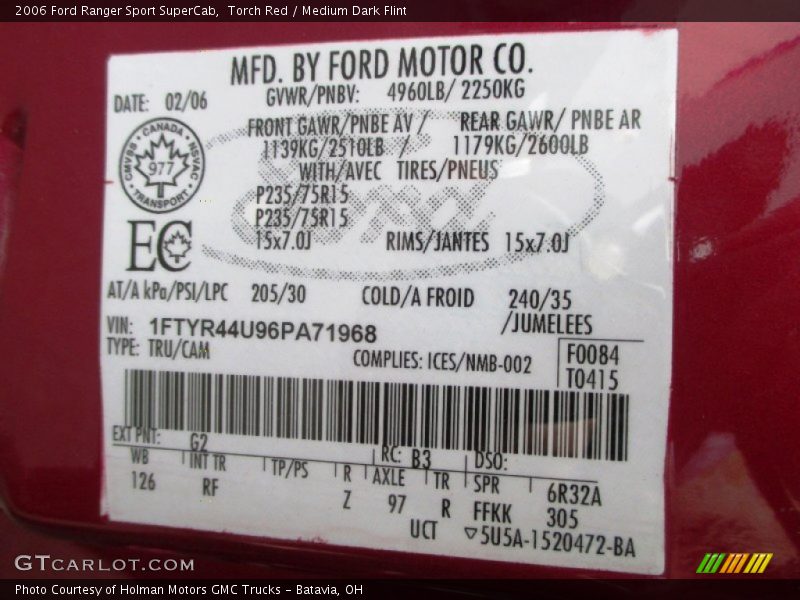 2006 Ford Ranger Sport SuperCab,  Torch Red / Medium Dark Flint
MFD. BY FORD MOTOR CO.
DATE: 02/06
GVWR/PNBV: 4960LB/ 2250KG
FRONT GAWR/PNBE AV / REAR GAWR/ PNBE AR
1139KG/2510LB / 1179KG/2600LB
WITH/AVEC TIRES/PNEUS
CANADA
CMVSS NSVAC
977
TRANSPORT
P235/75R15
P235/75R15
15x7.0J RIMS/JANTES 15x7.0J
EC
AT/A kPa/PSI/LPC 205/30 COLD/A FROID 240/35
/JUMELEES
VIN: 1FTYR44U96PA71968
TYPE: TRU/CAM
COMPLIES: ICES/NMB-002
F0084
T0415
EXT PNT: G2 RC: B3 DSO:
WB INT TR TP/PS R AXLE TR SPR 6R32A
126 RF Z 97 R FFKK 305
UCT ▽5U5A-1520472-BA
GTCARLOT.COM
Photo Courtesy of Holman Motors GMC Trucks - Batavia, OH